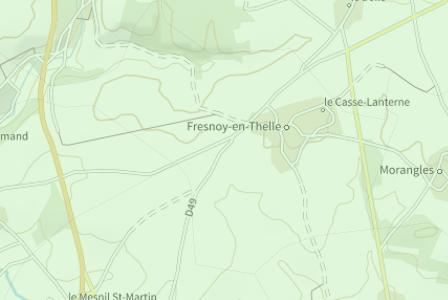 le Casse-Lanterne
Fresnoy-en-Thelle
mand
Morangles
D49
le Mesnil St-Martin